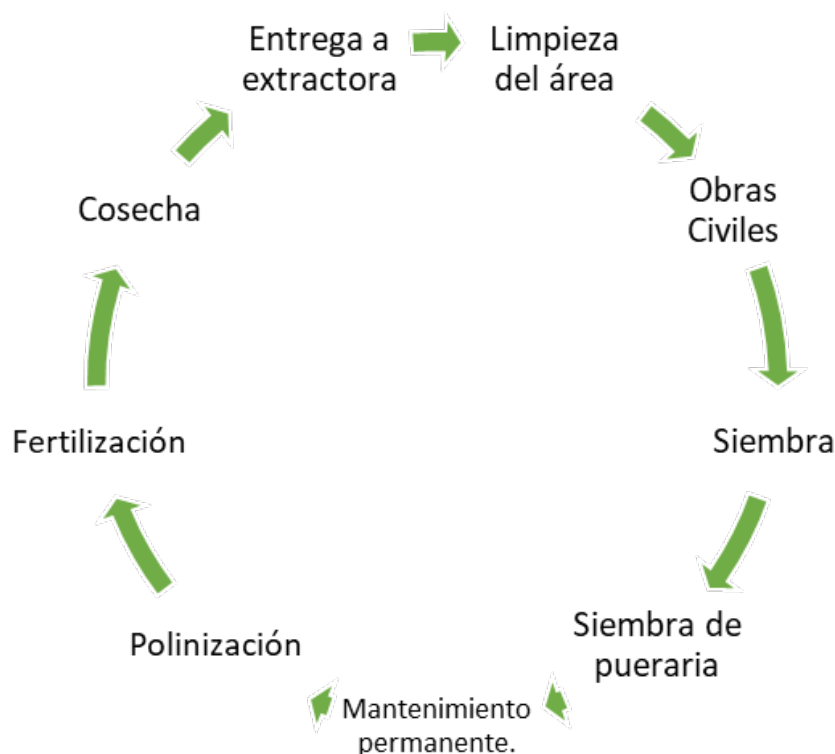 Entrega a
extractora
Limpieza
del área
Obras
Civiles
Siembra
Siembra de
pueraria
Mantenimiento
permanente.
Polinización
Fertilización
Cosecha